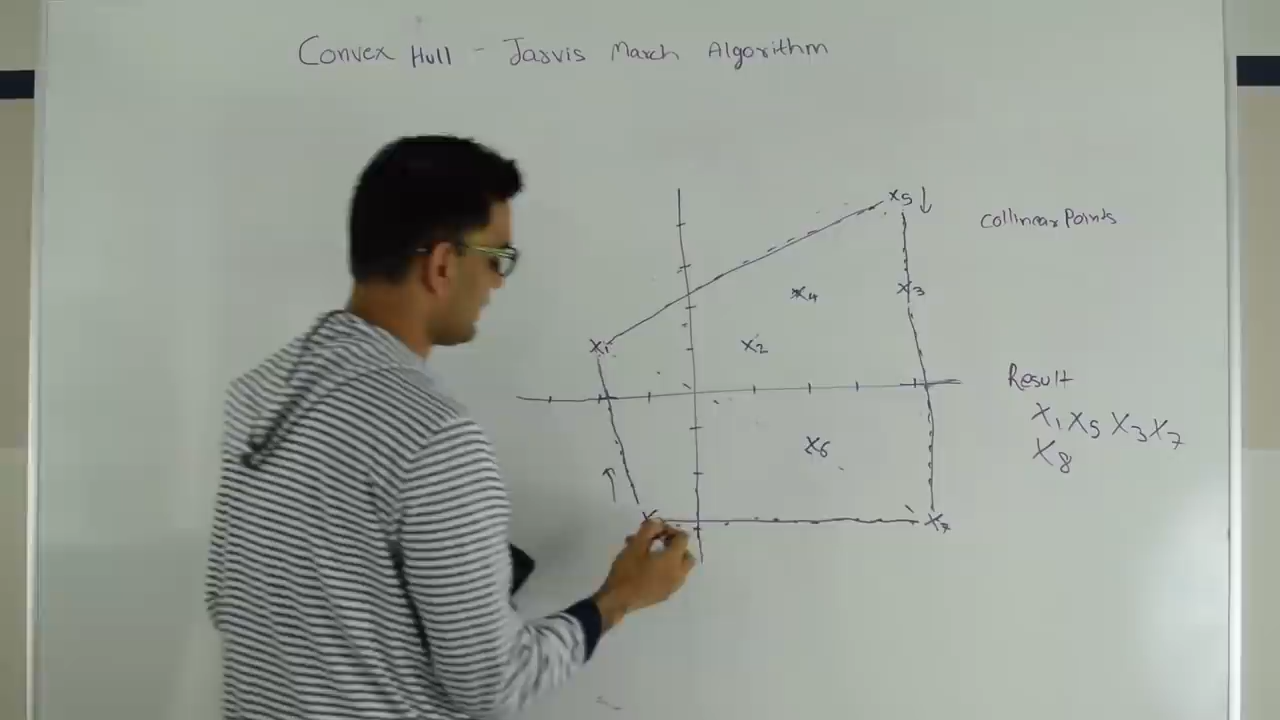 Convex Hull - Jarvis March Algorithm
X5
Collinear Points
X4
X3
X1
X2
Result
X1 X5 X3 X7
X6
X8
X
X7